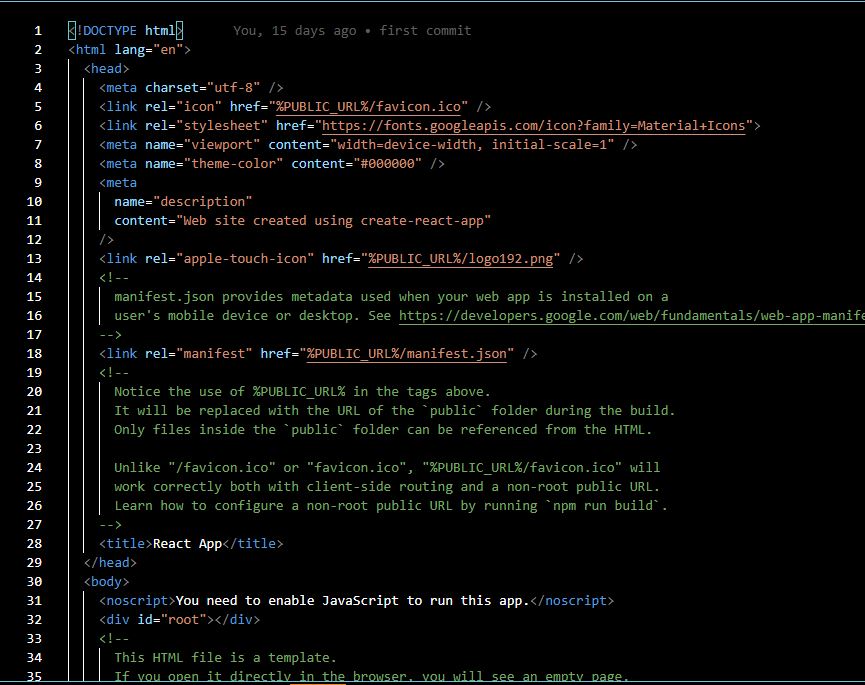 1 <!DOCTYPE html> You, 15 days ago • first commit
2 <html lang="en">
3 <head>
4 <meta charset="utf-8" />
5 <link rel="icon" href="%PUBLIC_URL%/favicon.ico" />
6 <link rel="stylesheet" href="https://fonts.googleapis.com/icon?family=Material+Icons">
7 <meta name="viewport" content="width=device-width, initial-scale=1" />
8 <meta name="theme-color" content="#000000" />
9 <meta
10 name="description"
11 content="Web site created using create-react-app"
12 />
13 <link rel="apple-touch-icon" href="%PUBLIC_URL%/logo192.png" />
14 <!--
15 manifest.json provides metadata used when your web app is installed on a
16 user's mobile device or desktop. See https://developers.google.com/web/fundamentals/web-app-manife
17 -->
18 <link rel="manifest" href="%PUBLIC_URL%/manifest.json" />
19 <!--
20 Notice the use of %PUBLIC_URL% in the tags above.
21 It will be replaced with the URL of the `public` folder during the build.
22 Only files inside the `public` folder can be referenced from the HTML.
23
24 Unlike "/favicon.ico" or "favicon.ico", "%PUBLIC_URL%/favicon.ico" will
25 work correctly both with client-side routing and a non-root public URL.
26 Learn how to configure a non-root public URL by running `npm run build`.
27 -->
28 <title>React App</title>
29 </head>
30 <body>
31 <noscript>You need to enable JavaScript to run this app.</noscript>
32 <div id="root"></div>
33 <!--
34 This HTML file is a template.
35 If you open it directly in the browser, you will see an empty page.